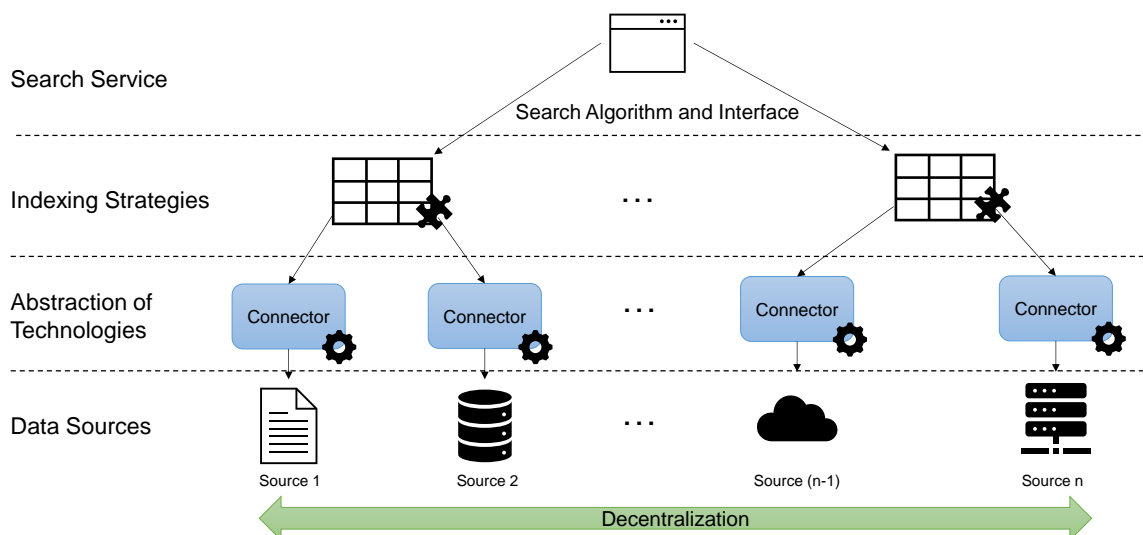 Search Service
Search Algorithm and Interface
Indexing Strategies
. . .
Abstraction of
Technologies
Connector
Connector
. . .
Connector
Connector
Data Sources
. . .
Source 1
Source 2
Source (n-1)
Source n
Decentralization